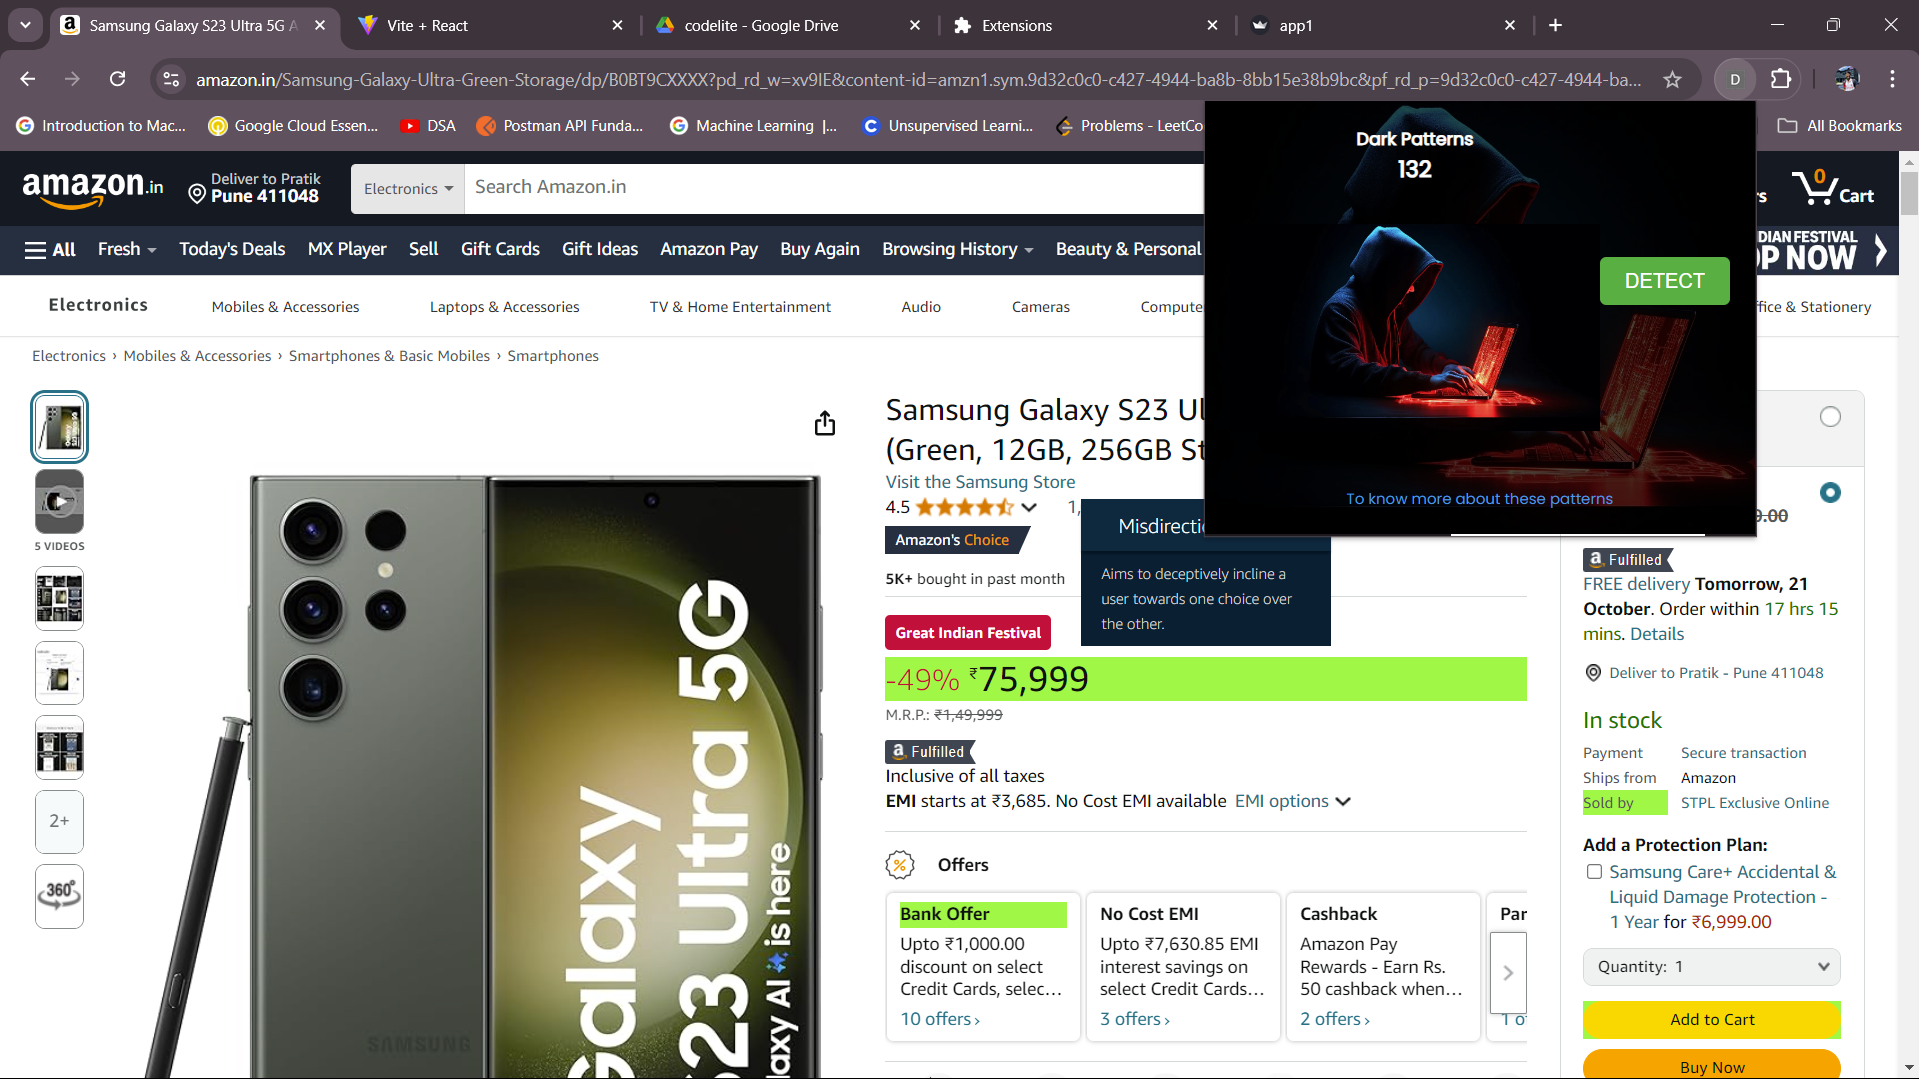 Samsung Galaxy S23 Ultra 5G A
Vite + React
codelite - Google Drive
Extensions
app1
amazon.in/Samsung-Galaxy-Ultra-Green-Storage/dp/B0BT9CXXXX?pd_rd_w=xv9IE&content-id=amzn1.sym.9d32c0c0-c427-4944-ba8b-8bb15e38b9bc&pf_rd_p=9d32c0c0-c427-4944-ba...
D
Introduction to Mac...
Google Cloud Essen...
DSA
Postman API Funda...
Machine Learning |...
Unsupervised Learni...
Problems - LeetCo
All Bookmarks
Dark Patterns
132
DETECT
To know more about these patterns
amazon.in
Deliver to Pratik
Pune 411048
Electronics
Search Amazon.in
0
Cart
All
Fresh
Today's Deals
MX Player
Sell
Gift Cards
Gift Ideas
Amazon Pay
Buy Again
Browsing History
Beauty & Personal
DIAN FESTIVAL
OP NOW
Electronics
Mobiles & Accessories
Laptops & Accessories
TV & Home Entertainment
Audio
Cameras
Compute
ffice & Stationery
Electronics › Mobiles & Accessories › Smartphones & Basic Mobiles › Smartphones
5 VIDEOS
2+
360°
Galaxy
S23 Ultra 5G
Galaxy AI is here
SAMSUNG
Samsung Galaxy S23 Ul
(Green, 12GB, 256GB St
Visit the Samsung Store
4.5
1,
Amazon's Choice
5K+ bought in past month
Misdirectio
Aims to deceptively incline a
user towards one choice over
the other.
Great Indian Festival
-49% ₹75,999
M.R.P.: ₹1,49,999
a Fulfilled
Inclusive of all taxes
EMI starts at ₹3,685. No Cost EMI available EMI options
Offers
Bank Offer
Upto ₹1,000.00
discount on select
Credit Cards, selec...
10 offers ›
No Cost EMI
Upto ₹7,630.85 EMI
interest savings on
select Credit Cards...
3 offers ›
Cashback
Amazon Pay
Rewards - Earn Rs.
50 cashback when...
2 offers ›
Par
1 o
0.00
a Fulfilled
FREE delivery Tomorrow, 21
October. Order within 17 hrs 15
mins. Details
Deliver to Pratik - Pune 411048
In stock
Payment Secure transaction
Ships from Amazon
Sold by STPL Exclusive Online
Add a Protection Plan:
Samsung Care+ Accidental &
Liquid Damage Protection -
1 Year for ₹6,999.00
Quantity: 1
Add to Cart
Buy Now